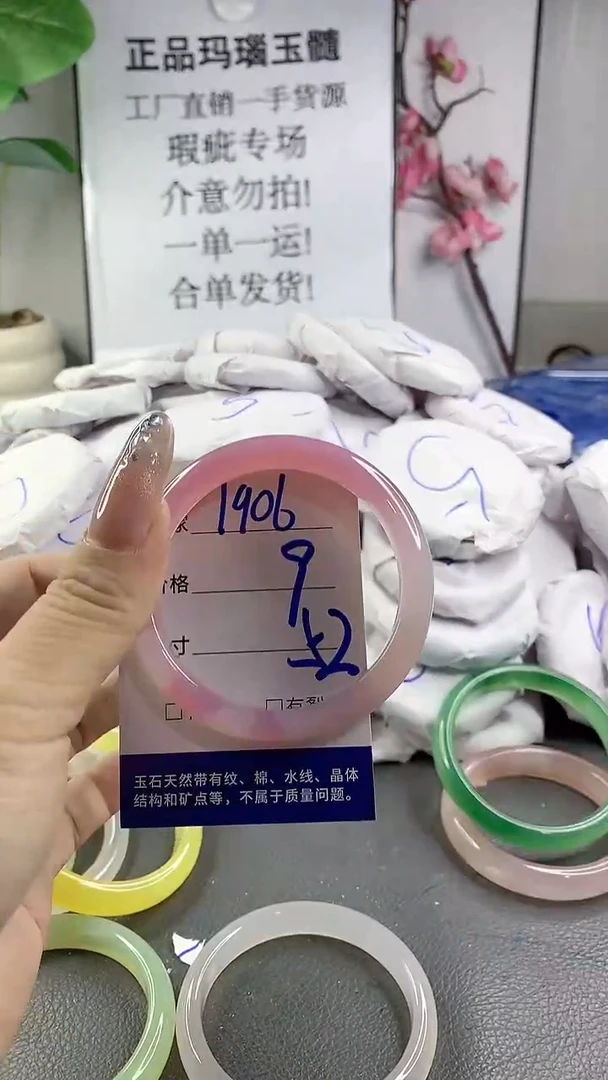 正品玛瑙玉髓
工厂直销一手货源
瑕疵专场
介意勿拍!
一单一运!
合单发货!
1906
格 9
寸 52
□ □有裂
玉石天然带有纹、棉、水线、晶体
结构和矿点等，不属于质量问题。